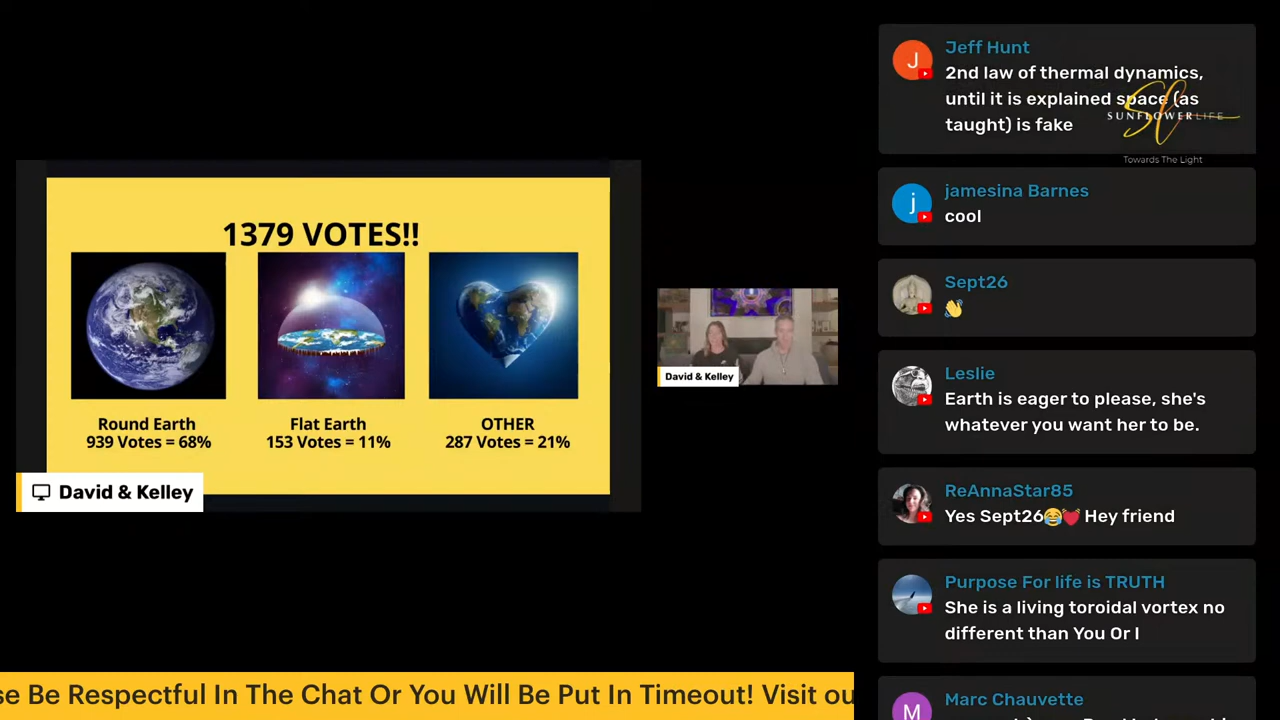 1379 VOTES!!
Round Earth
939 Votes = 68%
Flat Earth
153 Votes = 11%
OTHER
287 Votes = 21%
David & Kelley
David & Kelley
Jeff Hunt
2nd law of thermal dynamics,
until it is explained space (as
taught) is fake
SL
SUNFLOWERLIFE
Towards The Light
J
j
jamesina Barnes
cool
Sept26
👋
Leslie
Earth is eager to please, she's
whatever you want her to be.
ReAnnaStar85
Yes Sept26😂💓 Hey friend
Purpose For life is TRUTH
She is a living toroidal vortex no
different than You Or I
M
Marc Chauvette
se Be Respectful In The Chat Or You Will Be Put In Timeout! Visit ou